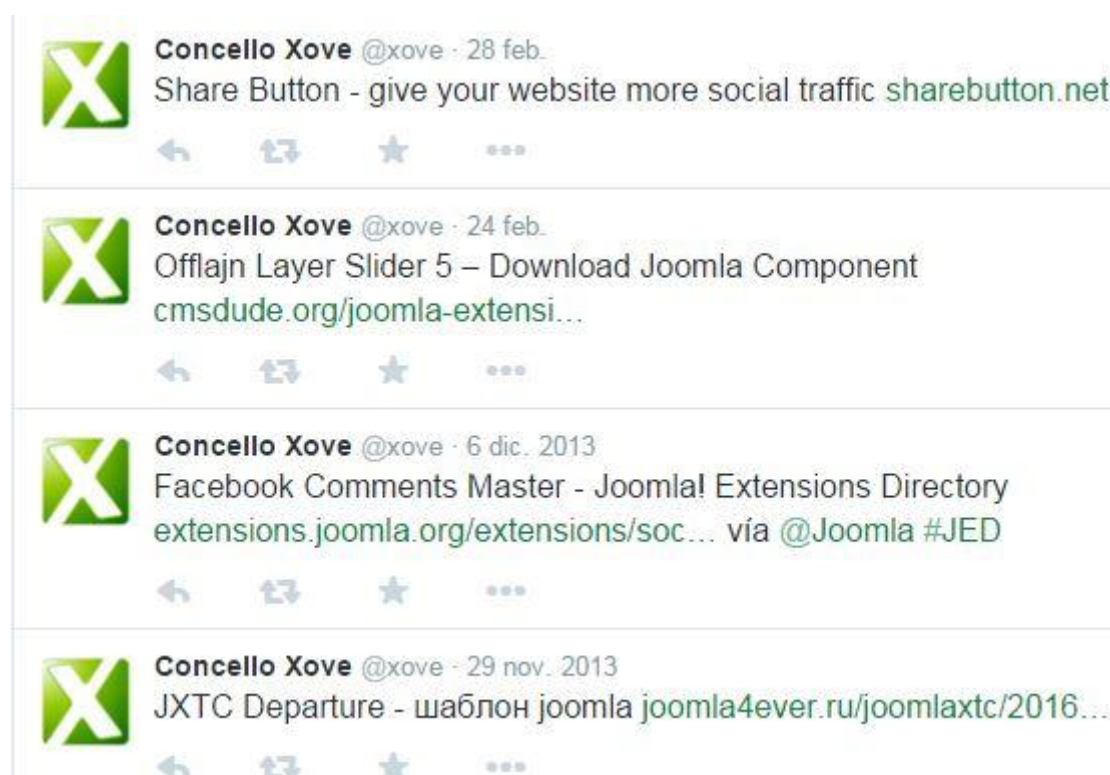 Concello Xove @xove · 28 feb.
Share Button - give your website more social traffic sharebutton.net
Concello Xove @xove · 24 feb.
Offlajn Layer Slider 5 – Download Joomla Component
cmsdude.org/joomla-extensi…
Concello Xove @xove · 6 dic. 2013
Facebook Comments Master - Joomla! Extensions Directory
extensions.joomla.org/extensions/soc… vía @Joomla #JED
Concello Xove @xove · 29 nov. 2013
JXTC Departure - шаблон joomla joomla4ever.ru/joomlaxtc/2016…